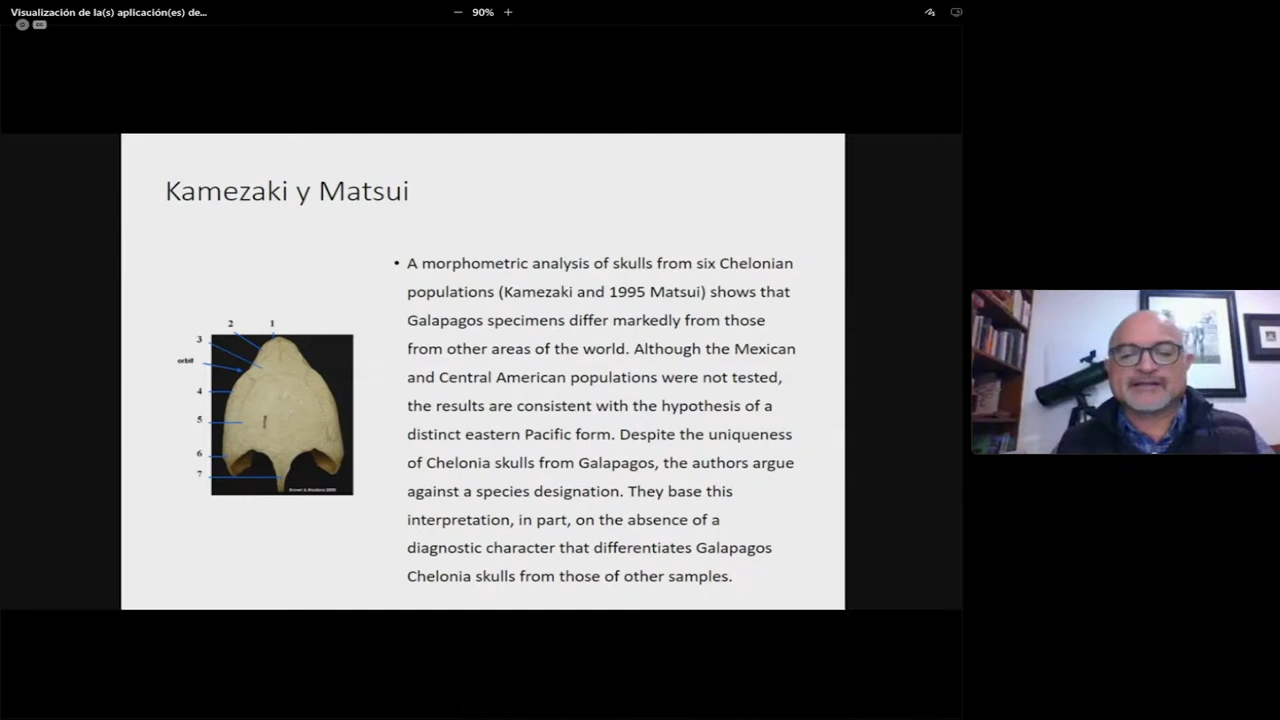 Visualización de la(s) aplicación(es) de...
90%
cc
Kamezaki y Matsui
• A morphometric analysis of skulls from six Chelonian
populations (Kamezaki and 1995 Matsui) shows that
Galapagos specimens differ markedly from those
from other areas of the world. Although the Mexican
and Central American populations were not tested,
the results are consistent with the hypothesis of a
distinct eastern Pacific form. Despite the uniqueness
of Chelonia skulls from Galapagos, the authors argue
against a species designation. They base this
interpretation, in part, on the absence of a
diagnostic character that differentiates Galapagos
Chelonia skulls from those of other samples.
1
2
3
orbit
4
5
6
7